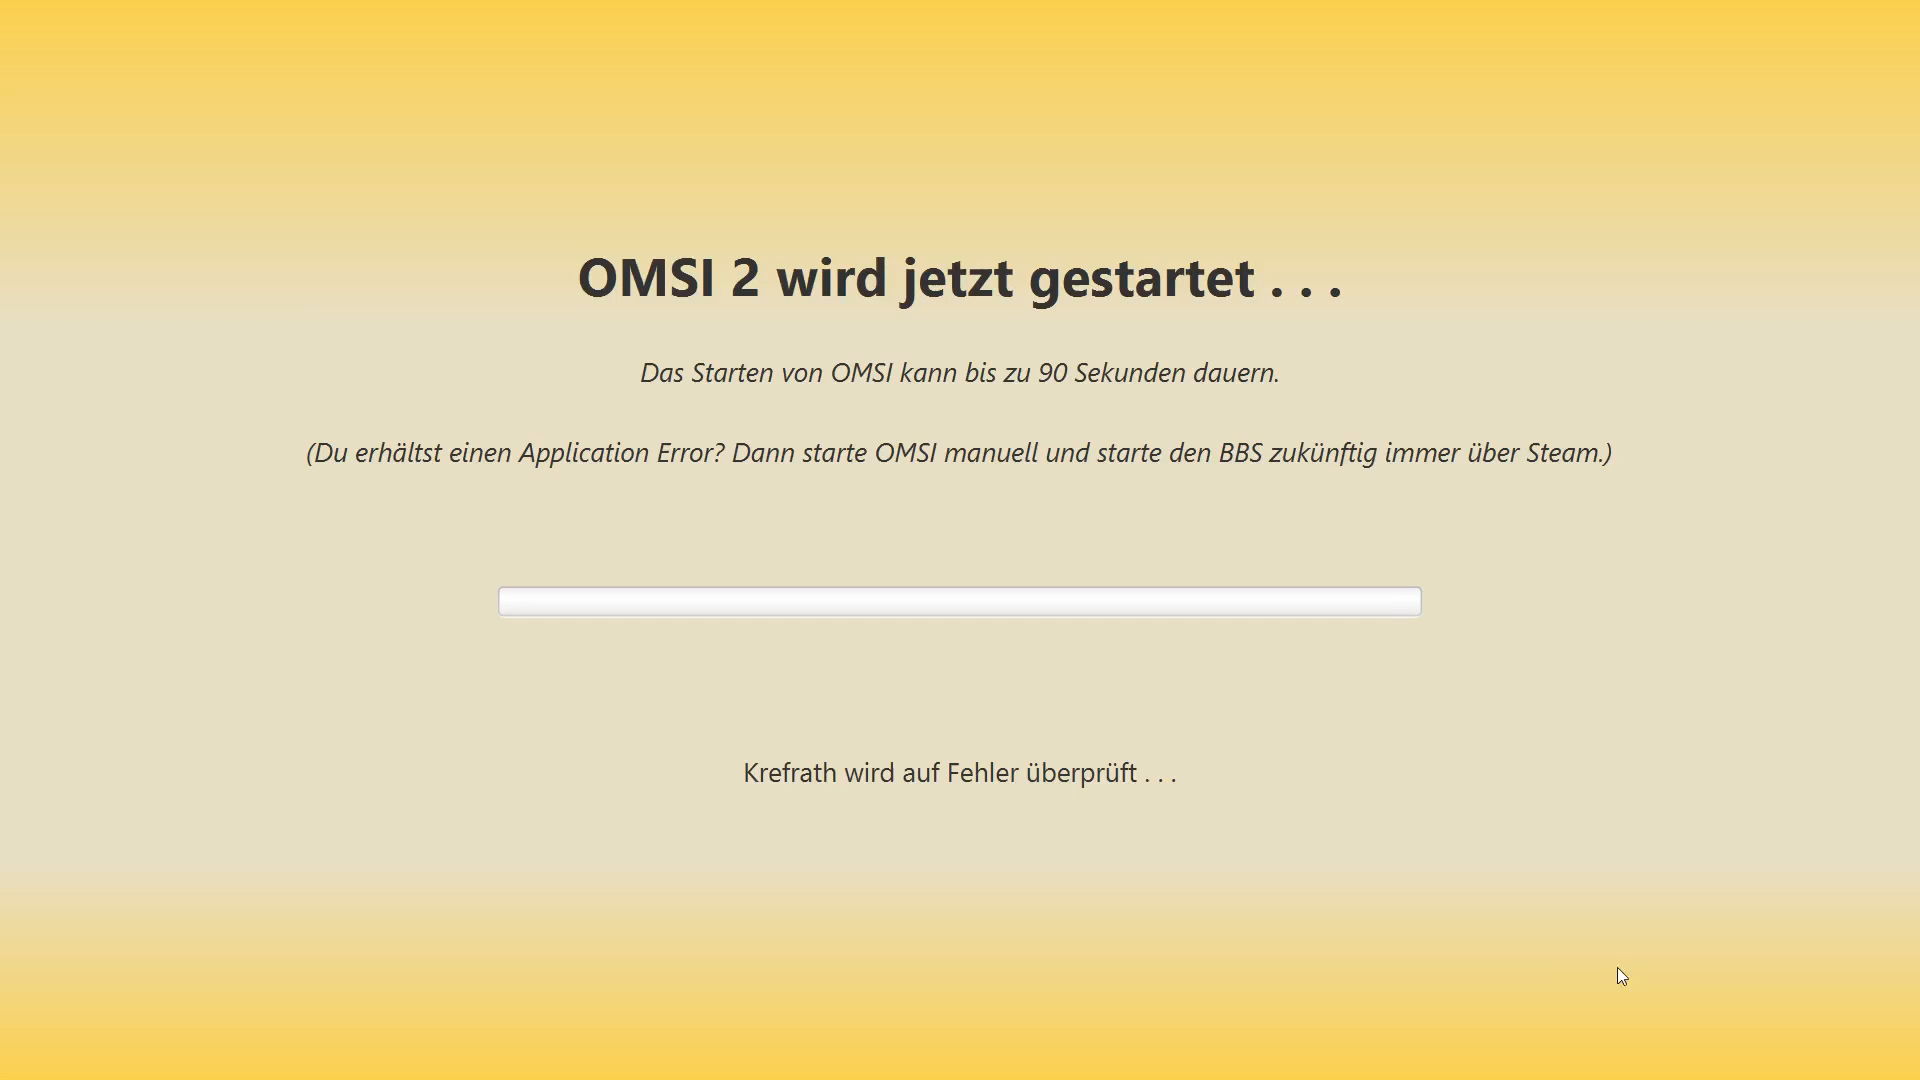 OMSI 2 wird jetzt gestartet . . .
Das Starten von OMSI kann bis zu 90 Sekunden dauern.
(Du erhältst einen Application Error? Dann starte OMSI manuell und starte den BBS zukünftig immer über Steam.)
Krefrath wird auf Fehler überprüft . . .